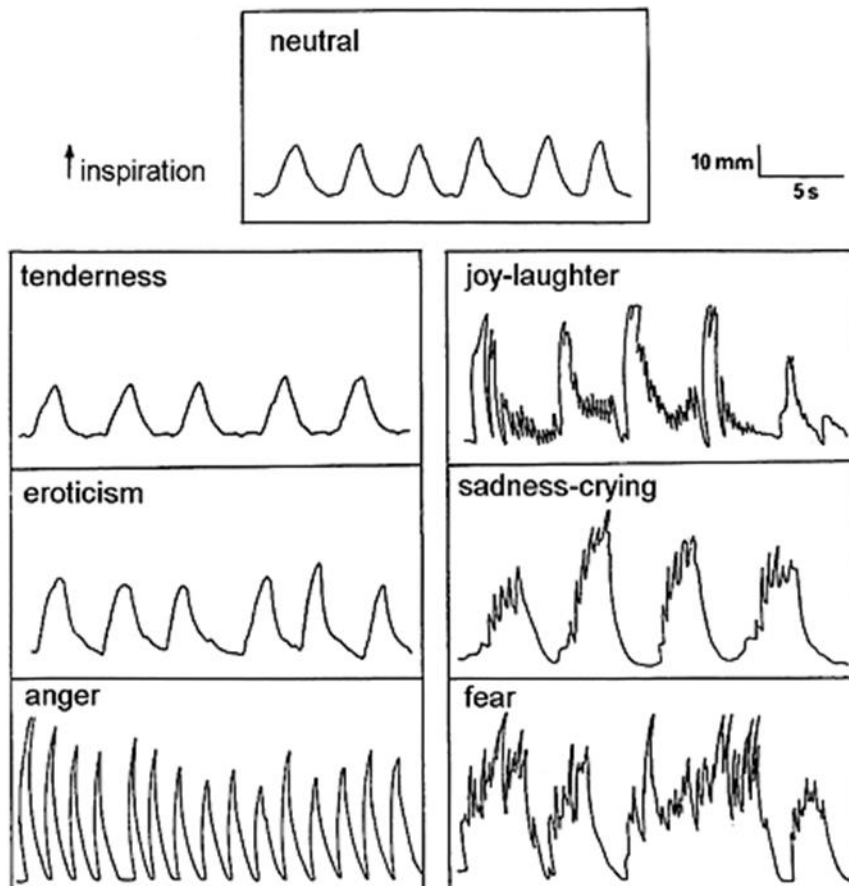 neutral
inspiration
10 mm
5 s
tenderness
joy-laughter
eroticism
sadness-crying
anger
fear